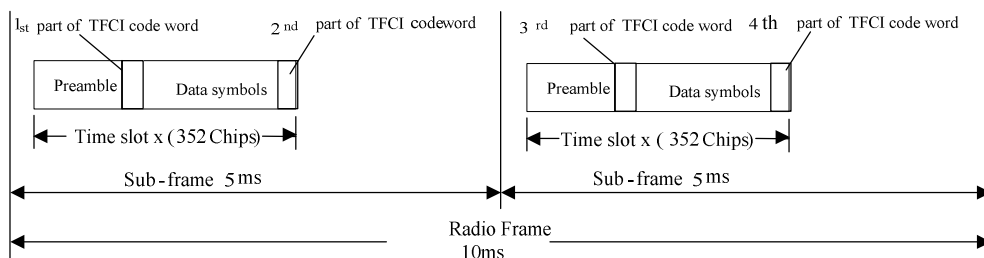 1st part of TFCI code word
2nd part of TFCI codeword
3rd part of TFCI code word
4th part of TFCI code word
Preamble
Data symbols
Preamble
Data symbols
Time slot x (352 Chips)
Time slot x ( 352 Chips)
Sub-frame 5ms
Sub-frame 5ms
Radio Frame
10ms